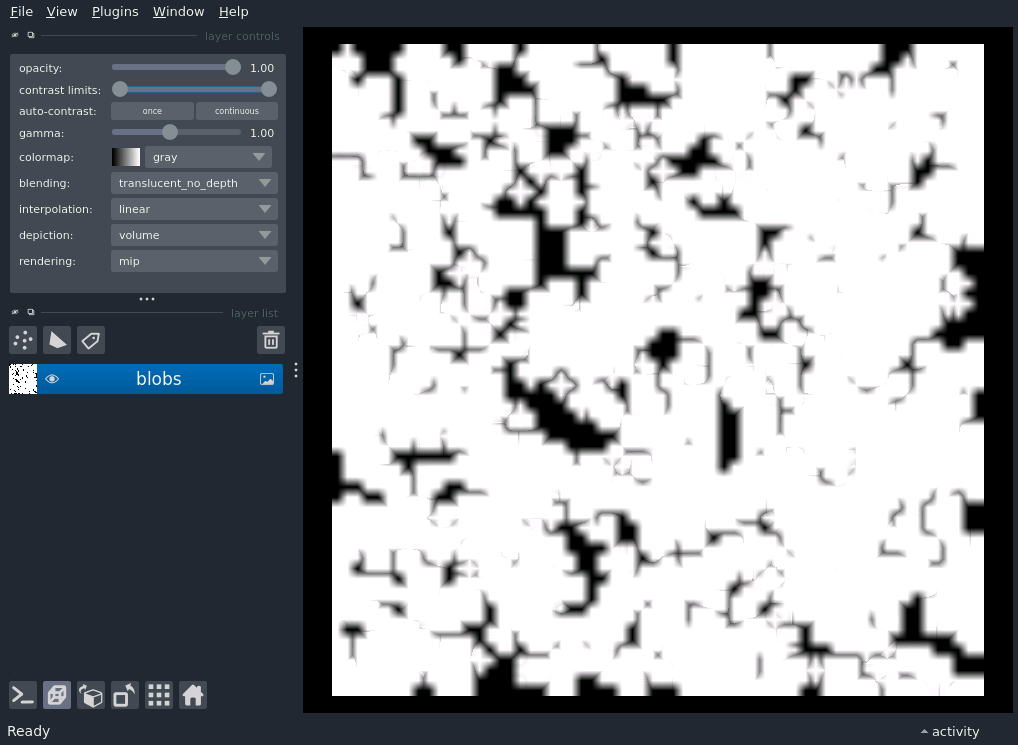 File View Plugins Window Help
layer controls
opacity: 1.00
contrast limits:
auto-contrast: once continuous
gamma: 1.00
colormap: gray
blending: translucent_no_depth
interpolation: linear
depiction: volume
rendering: mip
layer list
blobs
Ready
activity